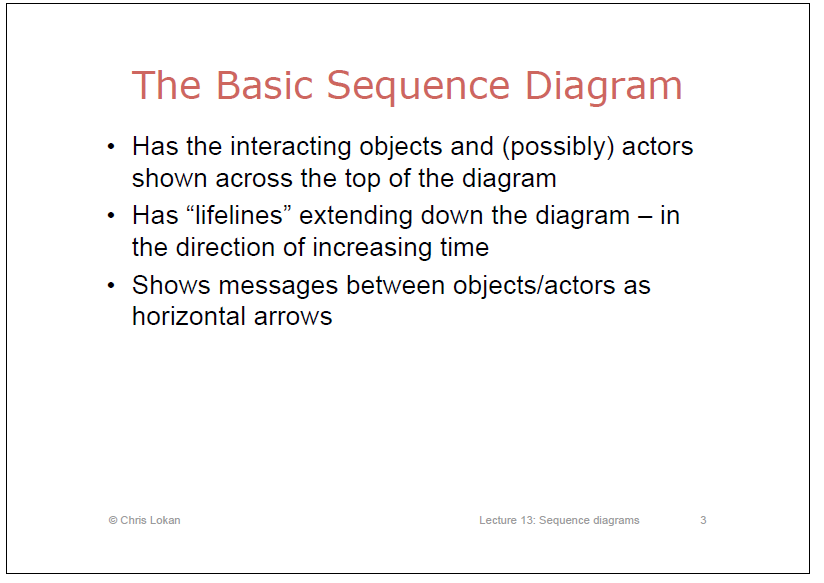 The Basic Sequence Diagram
• Has the interacting objects and (possibly) actors
shown across the top of the diagram
• Has “lifelines” extending down the diagram – in
the direction of increasing time
• Shows messages between objects/actors as
horizontal arrows
© Chris Lokan Lecture 13: Sequence diagrams 3